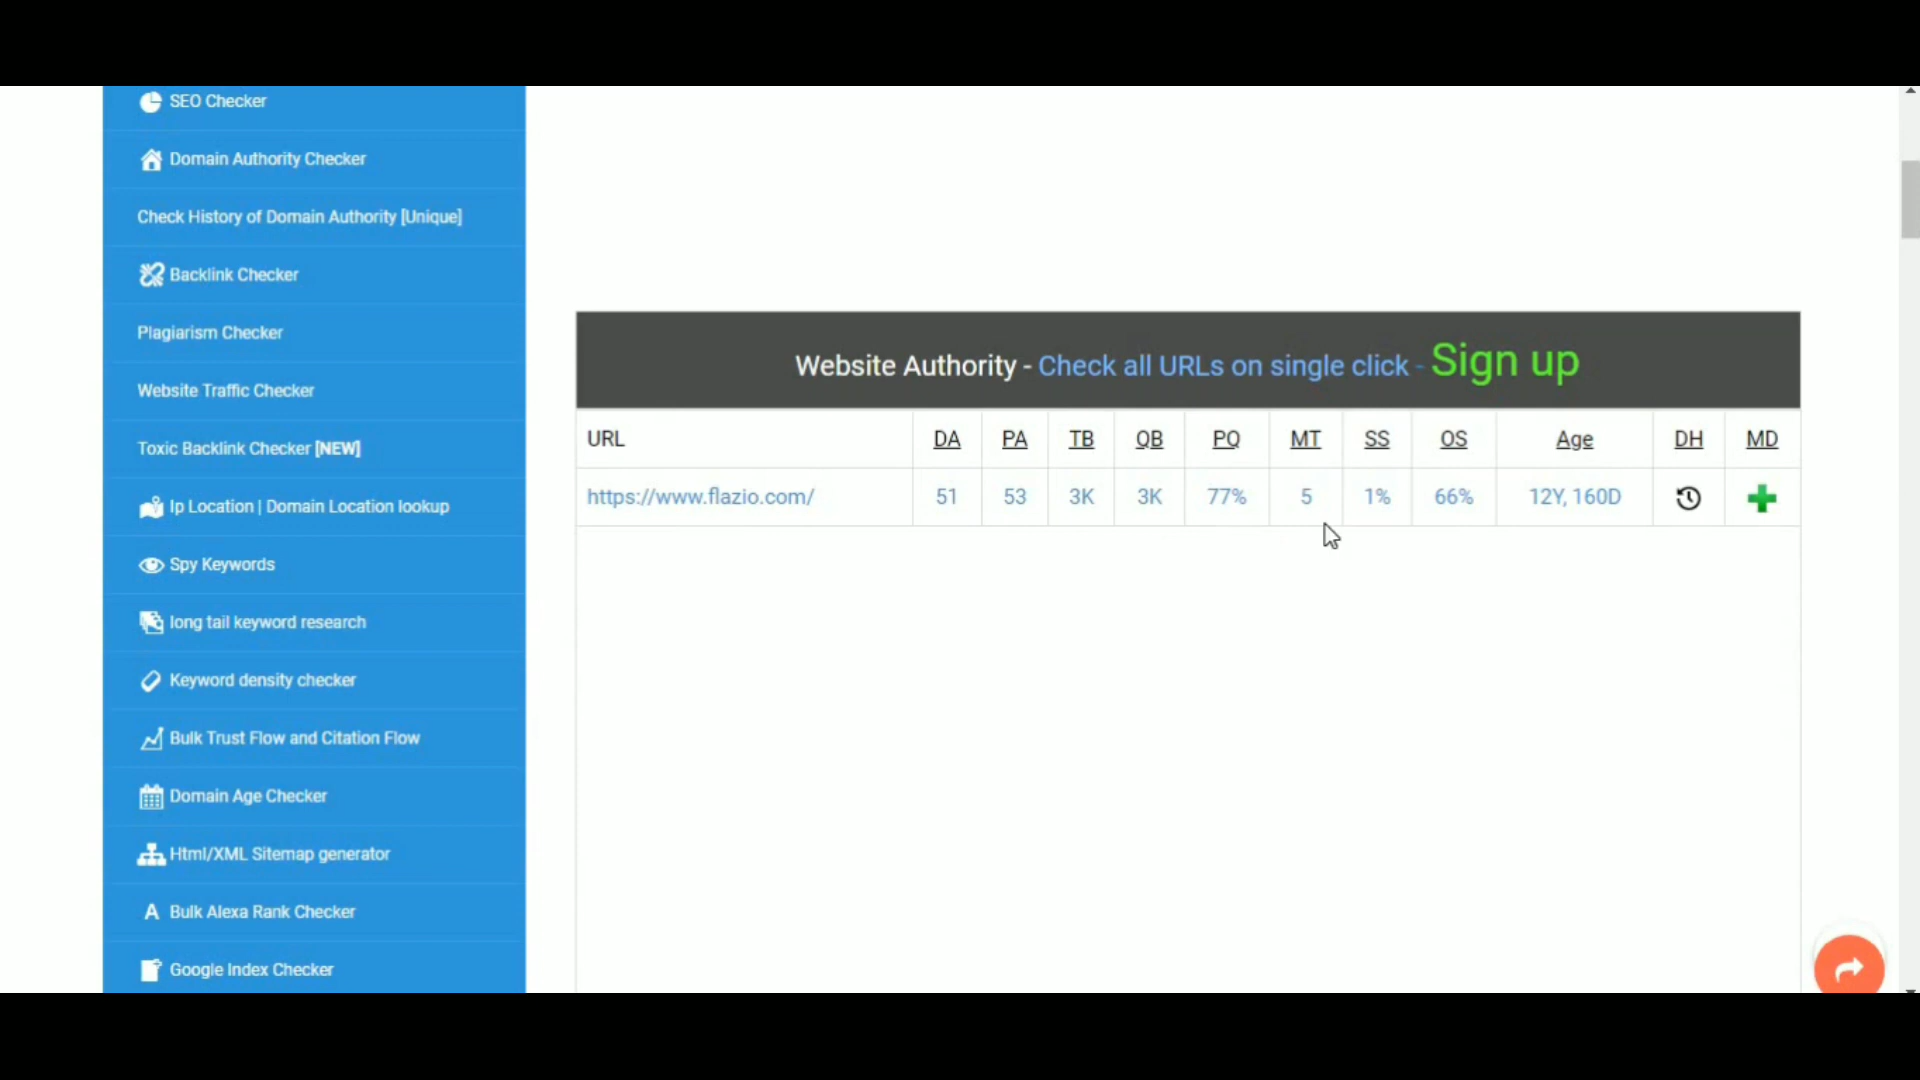 SEO Checker
Domain Authority Checker
Check History of Domain Authority [Unique]
Backlink Checker
Plagiarism Checker
Website Traffic Checker
Toxic Backlink Checker [NEW]
Ip Location | Domain Location lookup
Spy Keywords
long tail keyword research
Keyword density checker
Bulk Trust Flow and Citation Flow
Domain Age Checker
Html/XML Sitemap generator
A Bulk Alexa Rank Checker
Google Index Checker
Website Authority - Check all URLs on single click - Sign up
URL DA PA TB QB PQ MT SS OS Age DH MD
https://www.flazio.com/ 51 53 3K 3K 77% 5 1% 66% 12Y, 160D